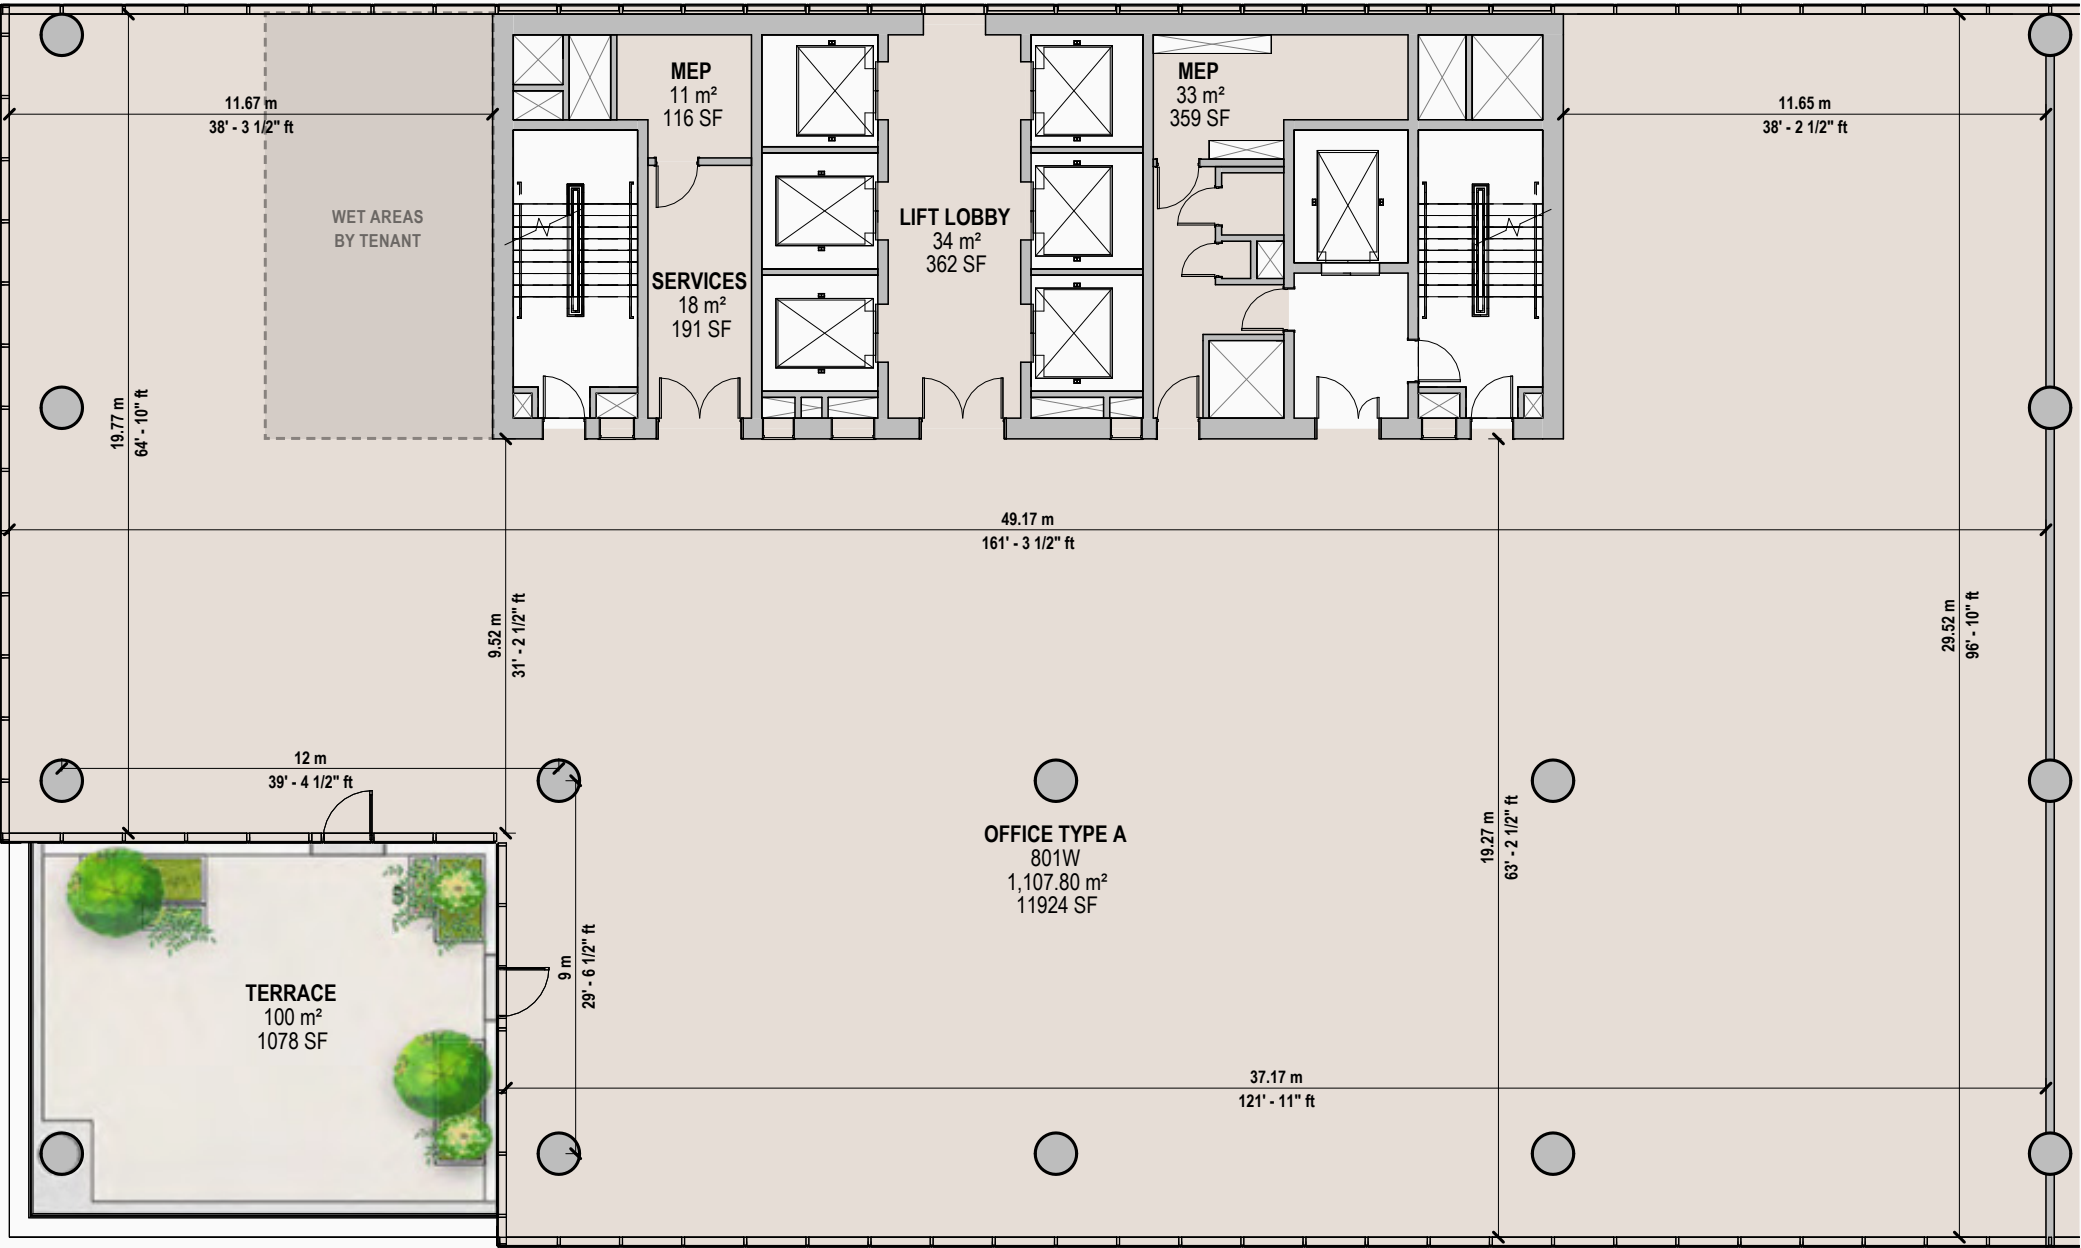 11.67 m
38' - 3 1/2" ft
MEP
11 m²
116 SF
MEP
33 m²
359 SF
11.65 m
38' - 2 1/2" ft
WET AREAS
BY TENANT
LIFT LOBBY
34 m²
362 SF
SERVICES
18 m²
191 SF
19.77 m
64' - 10" ft
49.17 m
161' - 3 1/2" ft
9.52 m
31' - 2 1/2" ft
29.52 m
96' - 10" ft
12 m
39' - 4 1/2" ft
OFFICE TYPE A
801W
1,107.80 m²
11924 SF
19.27 m
63' - 2 1/2" ft
9 m
29' - 6 1/2" ft
TERRACE
100 m²
1078 SF
37.17 m
121' - 11" ft